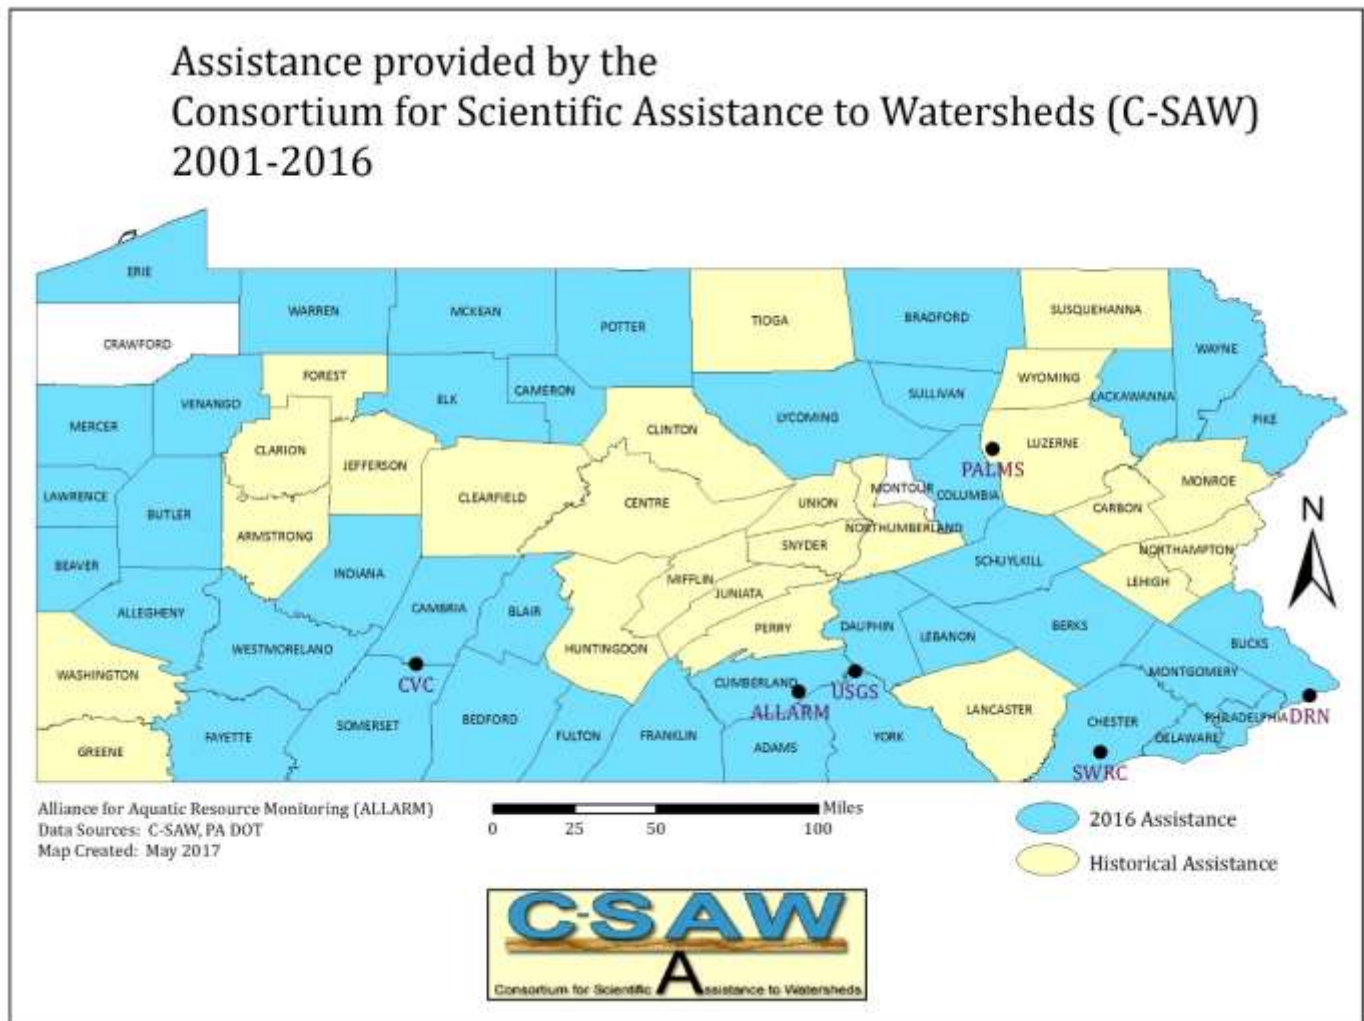 Assistance provided by the
Consortium for Scientific Assistance to Watersheds (C-SAW)
2001-2016
ERIE
CRAWFORD
WARREN
MCKEAN
POTTER
TIOGA
BRADFORD
SUSQUEHANNA
WAYNE
FOREST
VENANGO
ELK
CAMERON
CLINTON
LYCOMING
SULLIVAN
WYOMING
LACKAWANNA
PIKE
MERCER
CLARION
JEFFERSON
CLEARFIELD
CENTRE
UNION
MONTOUR
COLUMBIA
LUZERNE
PALMS
MONROE
CARBON
LAWRENCE
BUTLER
ARMSTRONG
SNYDER
NORTHUMBERLAND
SCHUYLKILL
NORTHAMPTON
LEHIGH
N
BEAVER
INDIANA
MIFFLIN
JUNIATA
ALLEGHENY
CAMBRIA
BLAIR
PERRY
DAUPHIN
LEBANON
BERKS
BUCKS
WESTMORELAND
HUNTINGDON
MONTGOMERY
WASHINGTON
CVC
CUMBERLAND
USGS
ALLARM
LANCASTER
CHESTER
PHILADELPHIA
DRN
DELAWARE
GREENE
FAYETTE
SOMERSET
BEDFORD
FULTON
FRANKLIN
ADAMS
YORK
SWRC
Alliance for Aquatic Resource Monitoring (ALLARM)
Data Sources: C-SAW, PA DOT
Map Created: May 2017
Miles
0 25 50 100
2016 Assistance
Historical Assistance
C-SAW
Consortium for Scientific Assistance to Watersheds